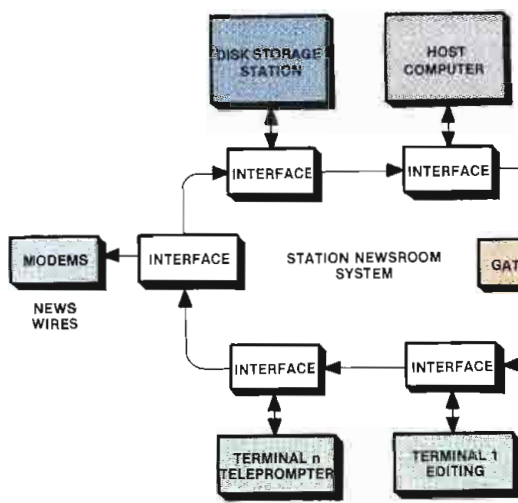 DISK STORAGE
STATION
HOST
COMPUTER
INTERFACE
INTERFACE
MODEMS
INTERFACE
STATION NEWSROOM
SYSTEM
GAT
NEWS
WIRES
INTERFACE
INTERFACE
TERMINAL n
TELEPROMPTER
TERMINAL 1
EDITING